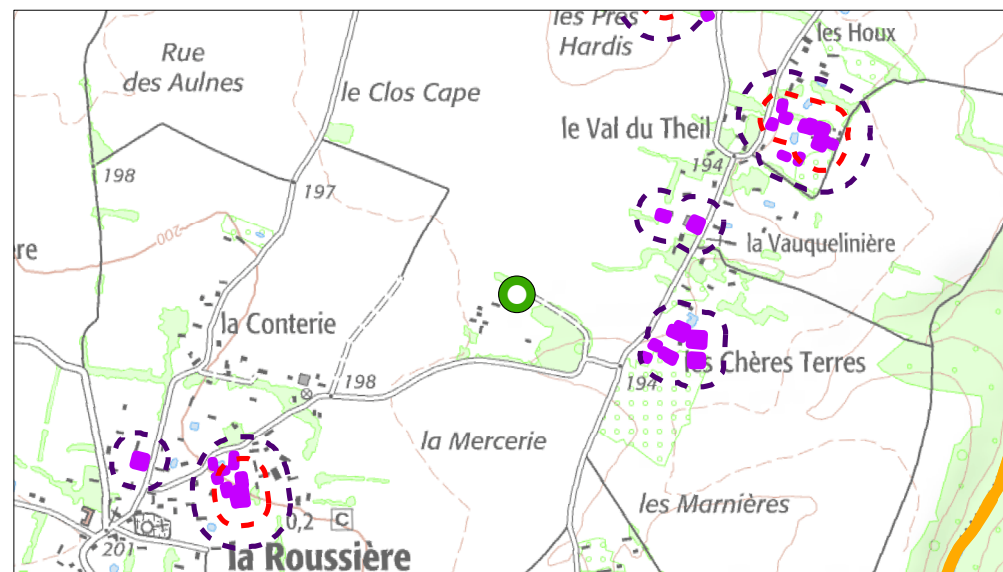 les Prés
Hardis
les Houx
Rue
des Aulnes
le Clos Cape
le Val du Theil
194
198
197
200
la Vauquelinière
ère
la Conterie
198
les Chères Terres
194
la Mercerie
les Marnières
0,2 C
201
la Roussière